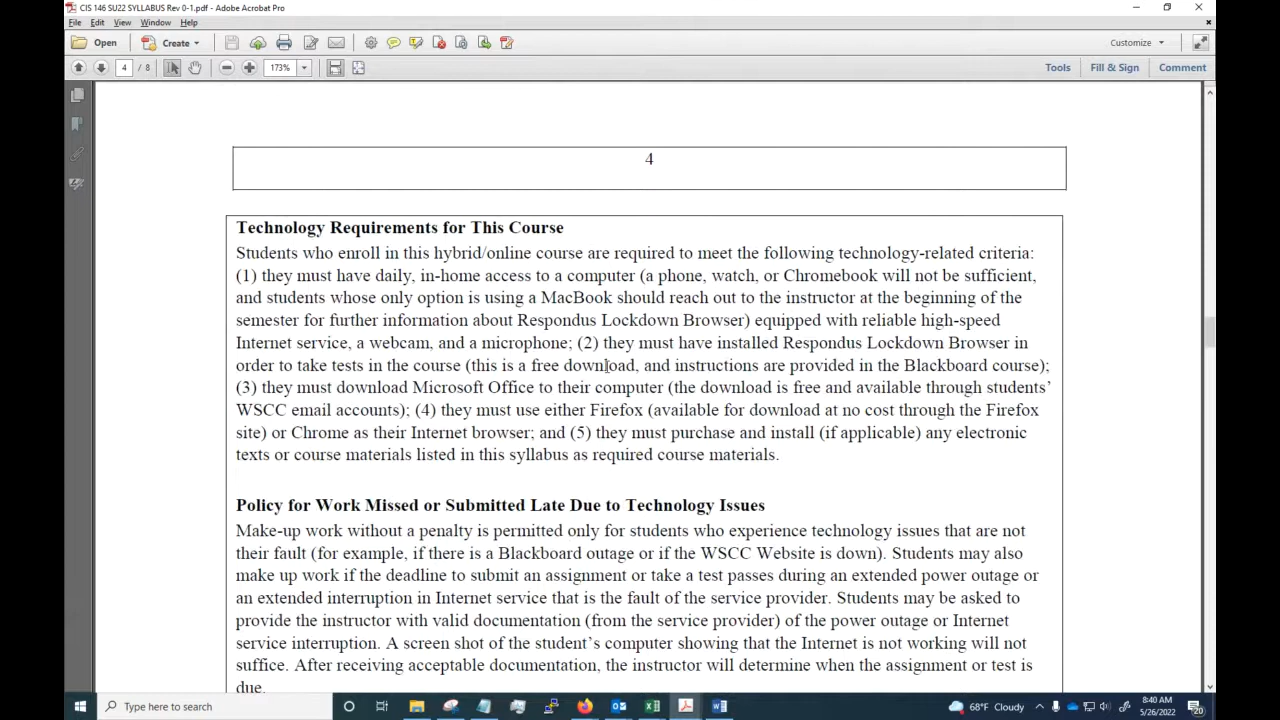 CIS 146 SU22 SYLLABUS Rev 0-1.pdf - Adobe Acrobat Pro
File Edit View Window Help
Open Create Customize
4 / 8 173% Tools Fill & Sign Comment
4
Technology Requirements for This Course
Students who enroll in this hybrid/online course are required to meet the following technology-related criteria:
(1) they must have daily, in-home access to a computer (a phone, watch, or Chromebook will not be sufficient,
and students whose only option is using a MacBook should reach out to the instructor at the beginning of the
semester for further information about Respondus Lockdown Browser) equipped with reliable high-speed
Internet service, a webcam, and a microphone; (2) they must have installed Respondus Lockdown Browser in
order to take tests in the course (this is a free download, and instructions are provided in the Blackboard course);
(3) they must download Microsoft Office to their computer (the download is free and available through students’
WSCC email accounts); (4) they must use either Firefox (available for download at no cost through the Firefox
site) or Chrome as their Internet browser; and (5) they must purchase and install (if applicable) any electronic
texts or course materials listed in this syllabus as required course materials.
Policy for Work Missed or Submitted Late Due to Technology Issues
Make-up work without a penalty is permitted only for students who experience technology issues that are not
their fault (for example, if there is a Blackboard outage or if the WSCC Website is down). Students may also
make up work if the deadline to submit an assignment or take a test passes during an extended power outage or
an extended interruption in Internet service that is the fault of the service provider. Students may be asked to
provide the instructor with valid documentation (from the service provider) of the power outage or Internet
service interruption. A screen shot of the student’s computer showing that the Internet is not working will not
suffice. After receiving acceptable documentation, the instructor will determine when the assignment or test is
due.
Type here to search 68°F Cloudy 8:40 AM
5/26/2022 20